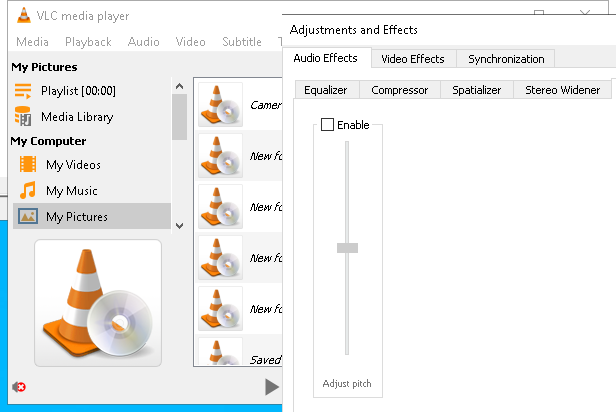 VLC media player
Media Playback Audio Video Subtitle
My Pictures
Playlist [00:00]
Media Library
My Computer
My Videos
My Music
My Pictures
Camer
New fo
New fo
New fo
New fo
Saved
Adjustments and Effects
Audio Effects Video Effects Synchronization
Equalizer Compressor Spatializer Stereo Widener
Enable
Adjust pitch